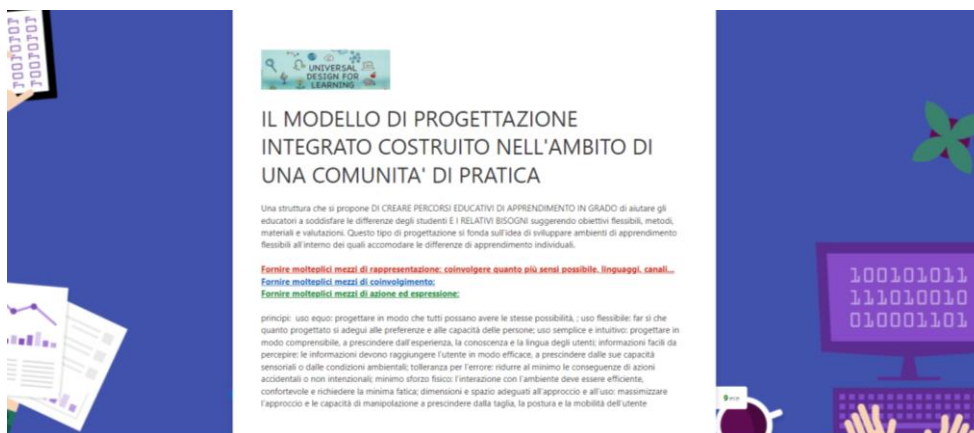 UNIVERSAL
DESIGN FOR
LEARNING
IL MODELLO DI PROGETTAZIONE
INTEGRATO COSTRUITO NELL'AMBITO DI
UNA COMUNITA' DI PRATICA
Una struttura che si propone DI CREARE PERCORSI EDUCATIVI DI APPRENDIMENTO IN GRADO di aiutare gli
educatori a soddisfare le differenze degli studenti E I RELATIVI BISOGNI suggerendo obiettivi flessibili, metodi,
materiali e valutazioni. Questo tipo di progettazione si fonda sull'idea di sviluppare ambienti di apprendimento
flessibili all'interno dei quali accomodare le differenze di apprendimento individuali.
Fornire molteplici mezzi di rappresentazione: coinvolgere quanto più sensi possibile, linguaggi, canali...
Fornire molteplici mezzi di coinvolgimento;
Fornire molteplici mezzi di azione ed espressione;
principi: uso equo: progettare in modo che tutti possano avere le stesse possibilità, ; uso flessibile: far sì che
quanto progettato si adegui alle preferenze e alle capacità delle persone; uso semplice e intuitivo: progettare in
modo comprensibile, a prescindere dall'esperienza, la conoscenza e la lingua degli utenti; informazioni facili da
percepire: le informazioni devono raggiungere l'utente in modo efficace, a prescindere dalle sue capacità
sensoriali o dalle condizioni ambientali; tolleranza per l'errore: ridurre al minimo le conseguenze di azioni
accidentali o non intenzionali; minimo sforzo fisico: l'interazione con l'ambiente deve essere efficiente,
confortevole e richiedere la minima fatica; dimensioni e spazio adeguati all'approccio e all'uso: massimizzare
l'approccio e le capacità di manipolazione a prescindere dalla taglia, la postura e la mobilità dell'utente
100101011
111010010
010001101